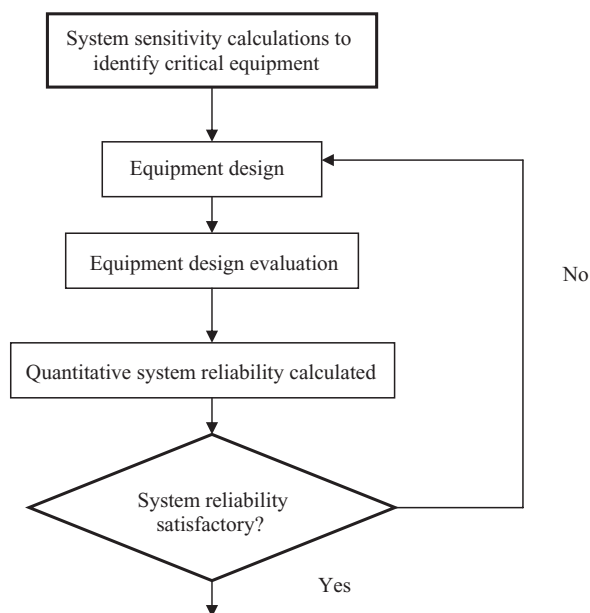 System sensitivity calculations to
identify critical equipment
Equipment design
Equipment design evaluation
No
Quantitative system reliability calculated
System reliability
satisfactory?
Yes